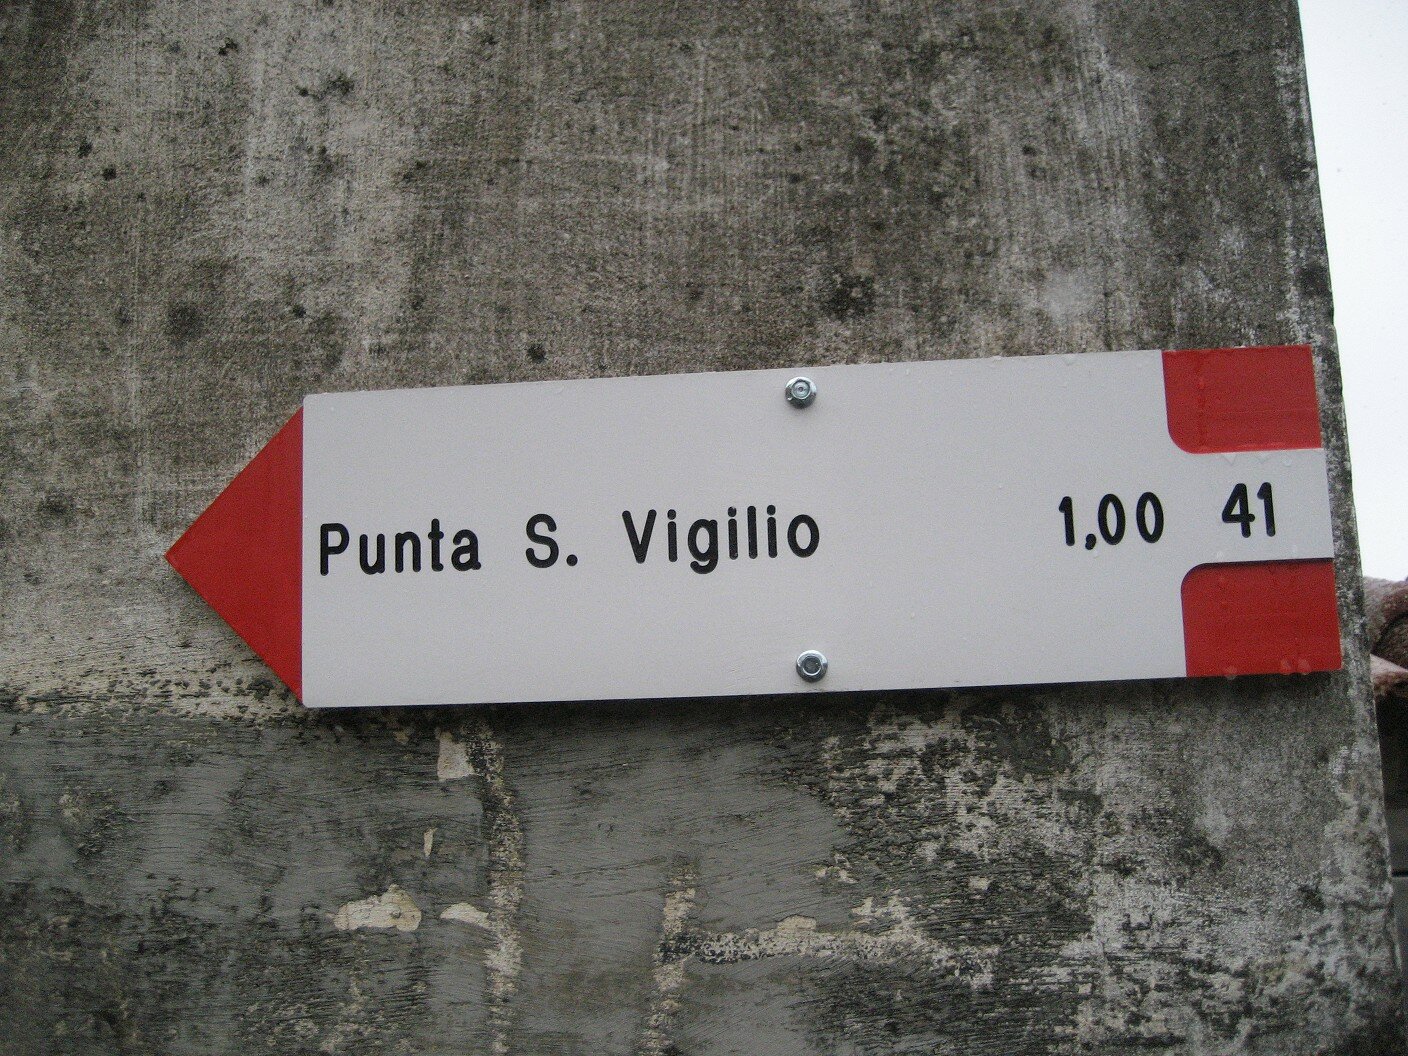 Punta S. Vigilio 1,00 41